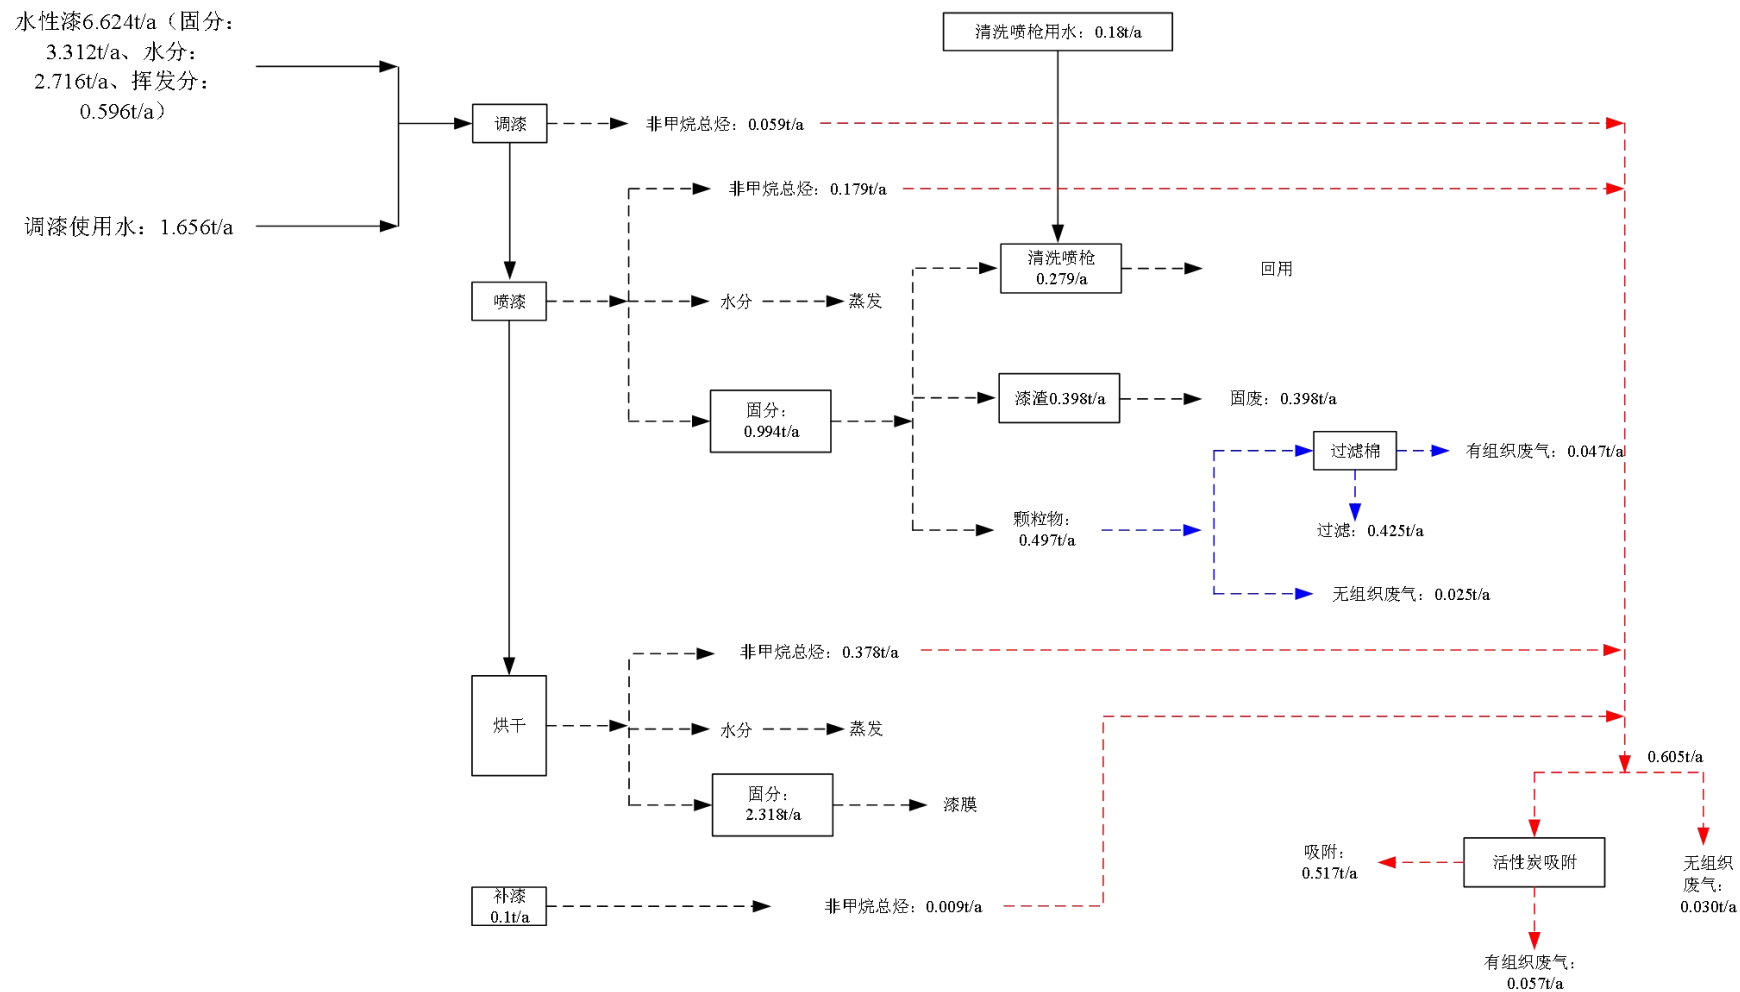 水性漆6.624t/a（固分：
3.312t/a、水分：
2.716t/a、挥发分：
0.596t/a）
清洗喷枪用水：0.18t/a
调漆
非甲烷总烃：0.059t/a
非甲烷总烃：0.179t/a
调漆使用水：1.656t/a
清洗喷枪
0.279/a
回用
喷漆
水分
蒸发
漆渣0.398t/a
固废：0.398t/a
固分：
0.994t/a
过滤棉
有组织废气：0.047t/a
颗粒物：
0.497t/a
过滤：0.425t/a
无组织废气：0.025t/a
非甲烷总烃：0.378t/a
烘干
水分
蒸发
0.605t/a
固分：
2.318t/a
漆膜
吸附：
0.517t/a
活性炭吸附
无组织
废气：
0.030t/a
补漆
0.1t/a
非甲烷总烃：0.009t/a
有组织废气：
0.057t/a